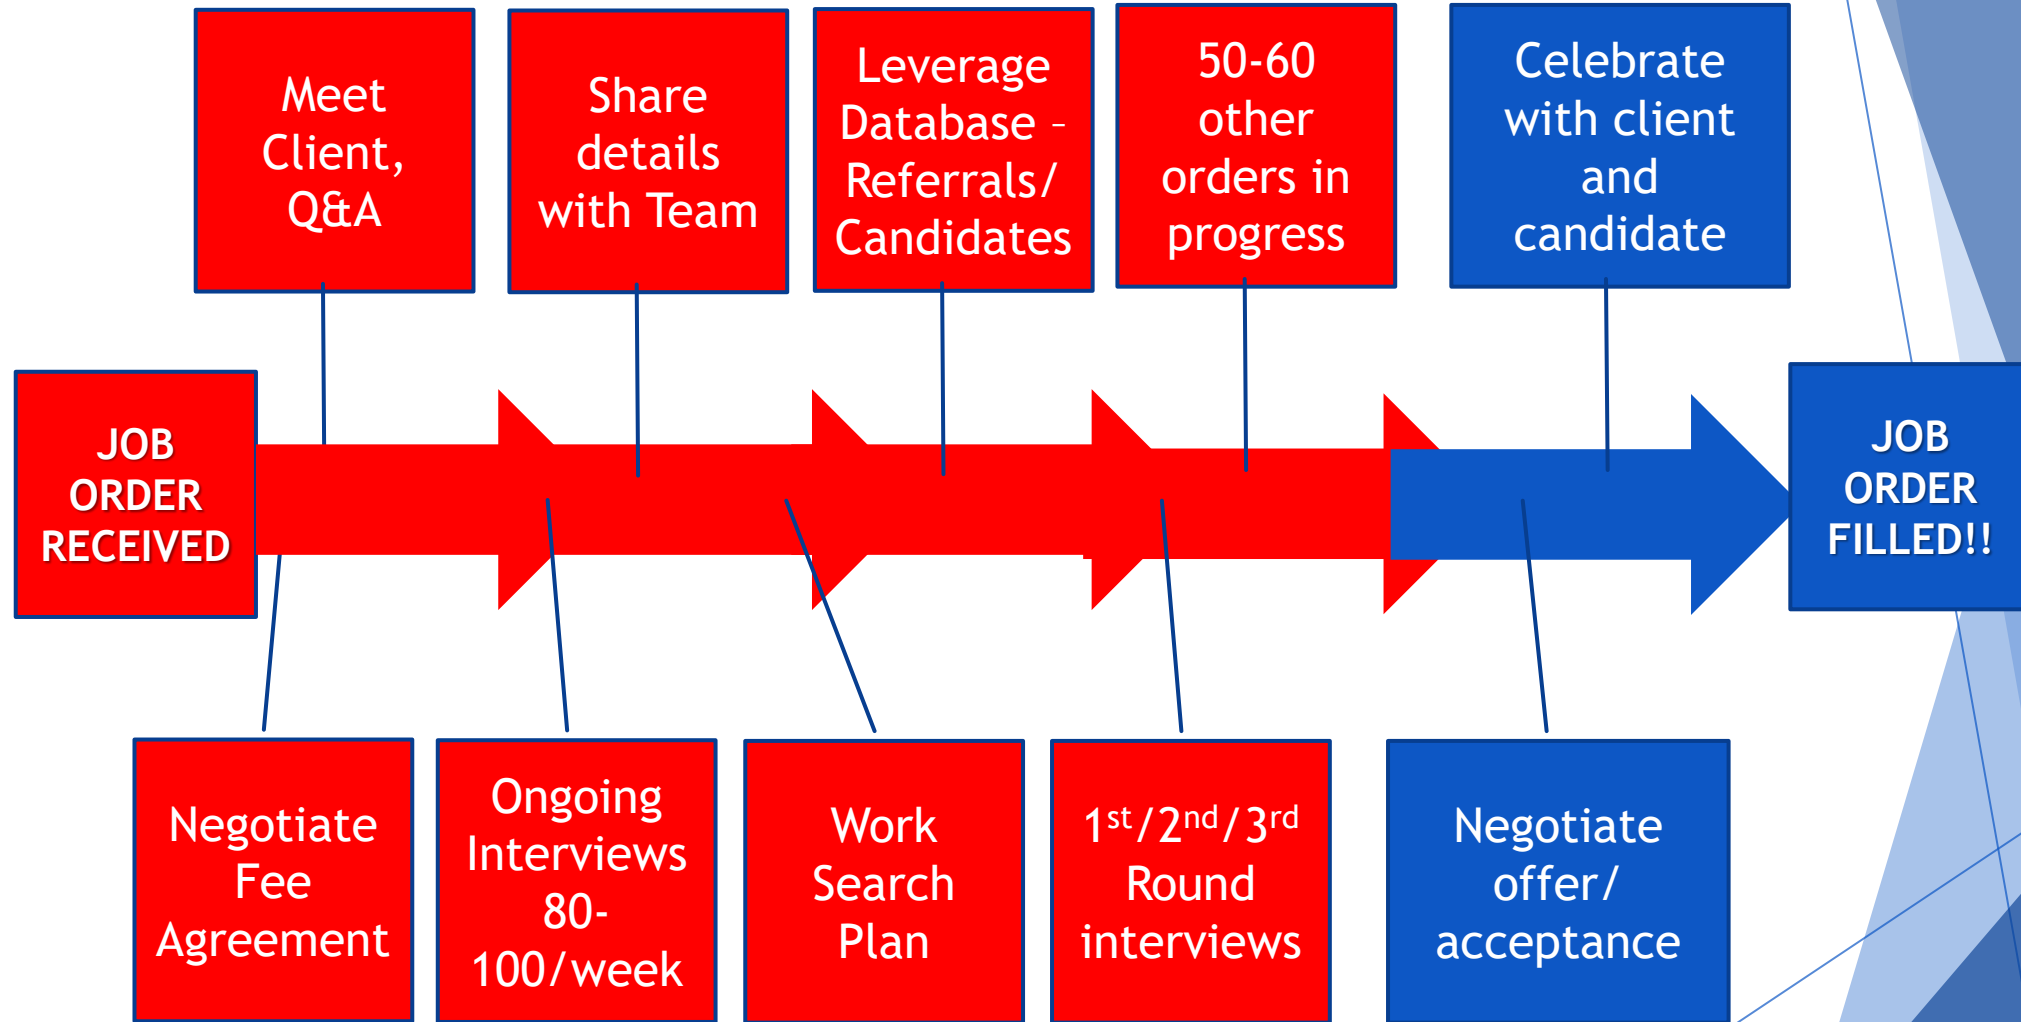 Meet
Client,
Q&A
Share
details
with Team
Leverage
Database –
Referrals/
Candidates
50-60
other
orders in
progress
Celebrate
with client
and
candidate
JOB
ORDER
RECEIVED
JOB
ORDER
FILLED!!
Negotiate
Fee
Agreement
Ongoing
Interviews
80-
100/week
Work
Search
Plan
1st/2nd/3rd
Round
interviews
Negotiate
offer/
acceptance